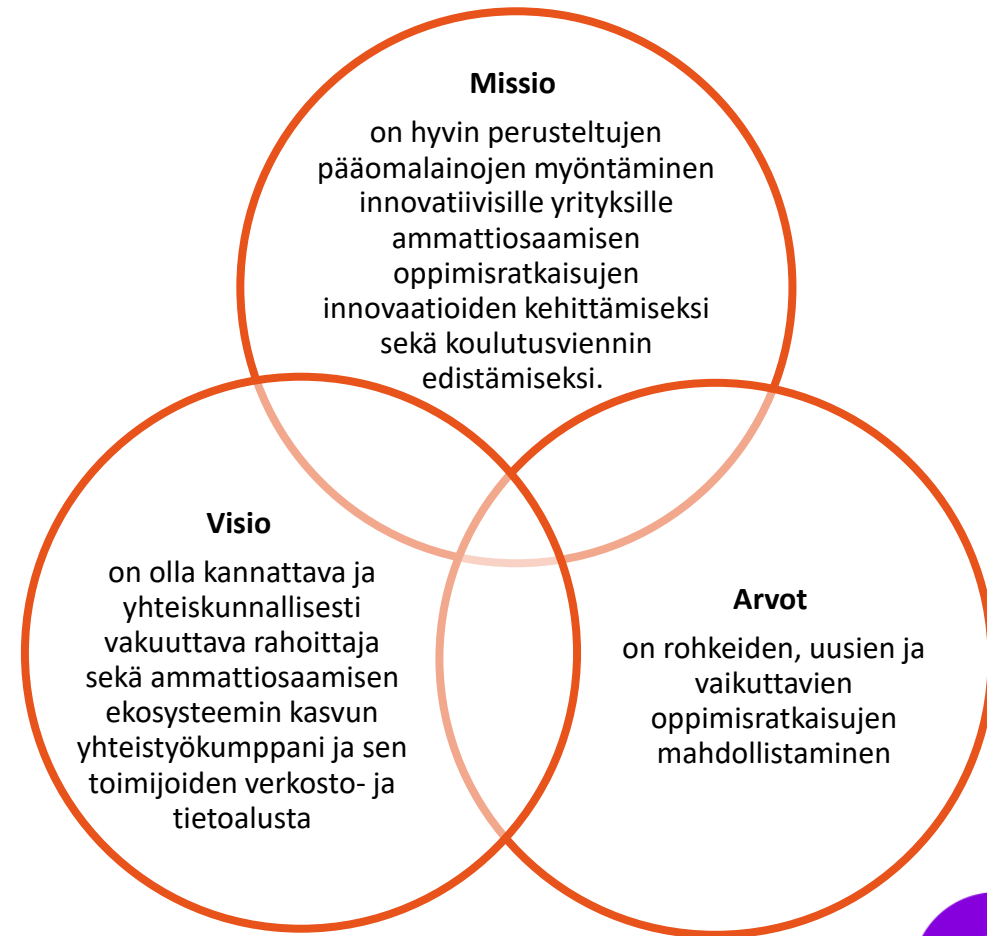 Missio
on hyvin perusteltujen
pääomalainojen myöntäminen
innovatiivisille yrityksille
ammattiosaamisen
oppimisratkaisujen
innovaatioiden kehittämiseksi
sekä koulutusviennin
edistämiseksi.
Visio
on olla kannattava ja
yhteiskunnallisesti
vakuuttava rahoittaja
sekä ammattiosaamisen
ekosysteemin kasvun
yhteistyökumppani ja sen
toimijoiden verkosto- ja
tietoalusta
Arvot
on rohkeiden, uusien ja
vaikuttavien
oppimisratkaisujen
mahdollistaminen